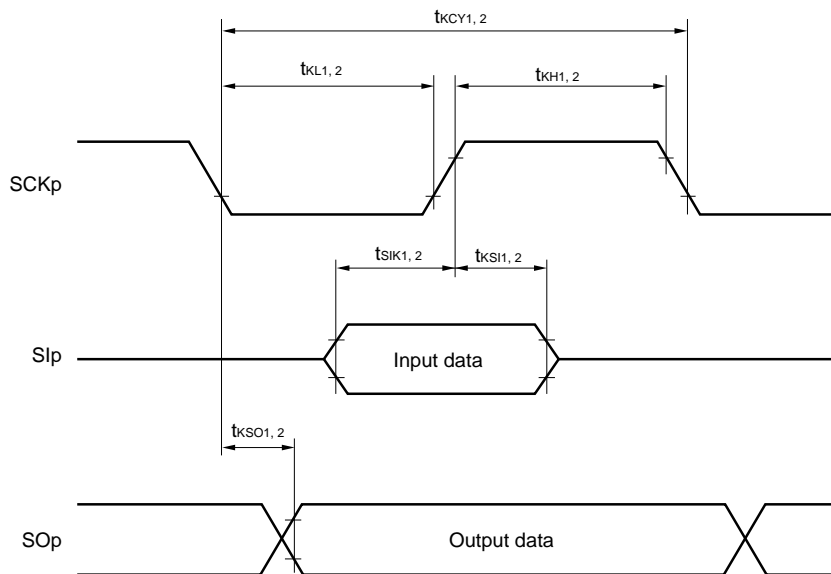 tKCY1, 2
tKL1, 2
tKH1, 2
SCKp
tSIK1, 2
tKSI1, 2
SIp
Input data
tKSO1, 2
SOp
Output data